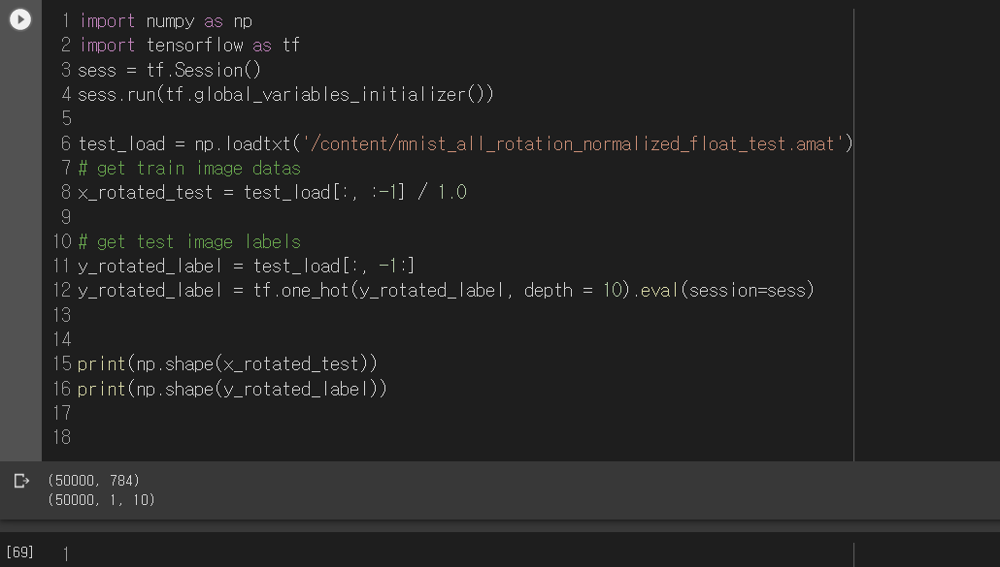 1 import numpy as np
2 import tensorflow as tf
3 sess = tf.Session()
4 sess.run(tf.global_variables_initializer())
5
6 test_load = np.loadtxt('/content/mnist_all_rotation_normalized_float_test.amat')
7 # get train image datas
8 x_rotated_test = test_load[:, :-1] / 1.0
9
10 # get test image labels
11 y_rotated_label = test_load[:, -1:]
12 y_rotated_label = tf.one_hot(y_rotated_label, depth = 10).eval(session=sess)
13
14
15 print(np.shape(x_rotated_test))
16 print(np.shape(y_rotated_label))
17
18
(50000, 784)
(50000, 1, 10)
[69] 1